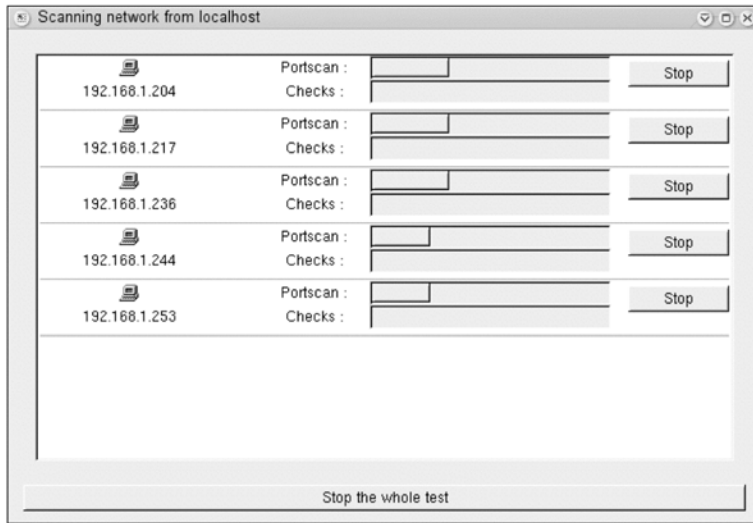 Scanning network from localhost
Portscan :
Stop
192.168.1.204
Checks :
Portscan :
Stop
192.168.1.217
Checks :
Portscan :
Stop
192.168.1.236
Checks :
Portscan :
Stop
192.168.1.244
Checks :
Portscan :
Stop
192.168.1.253
Checks :
Stop the whole test